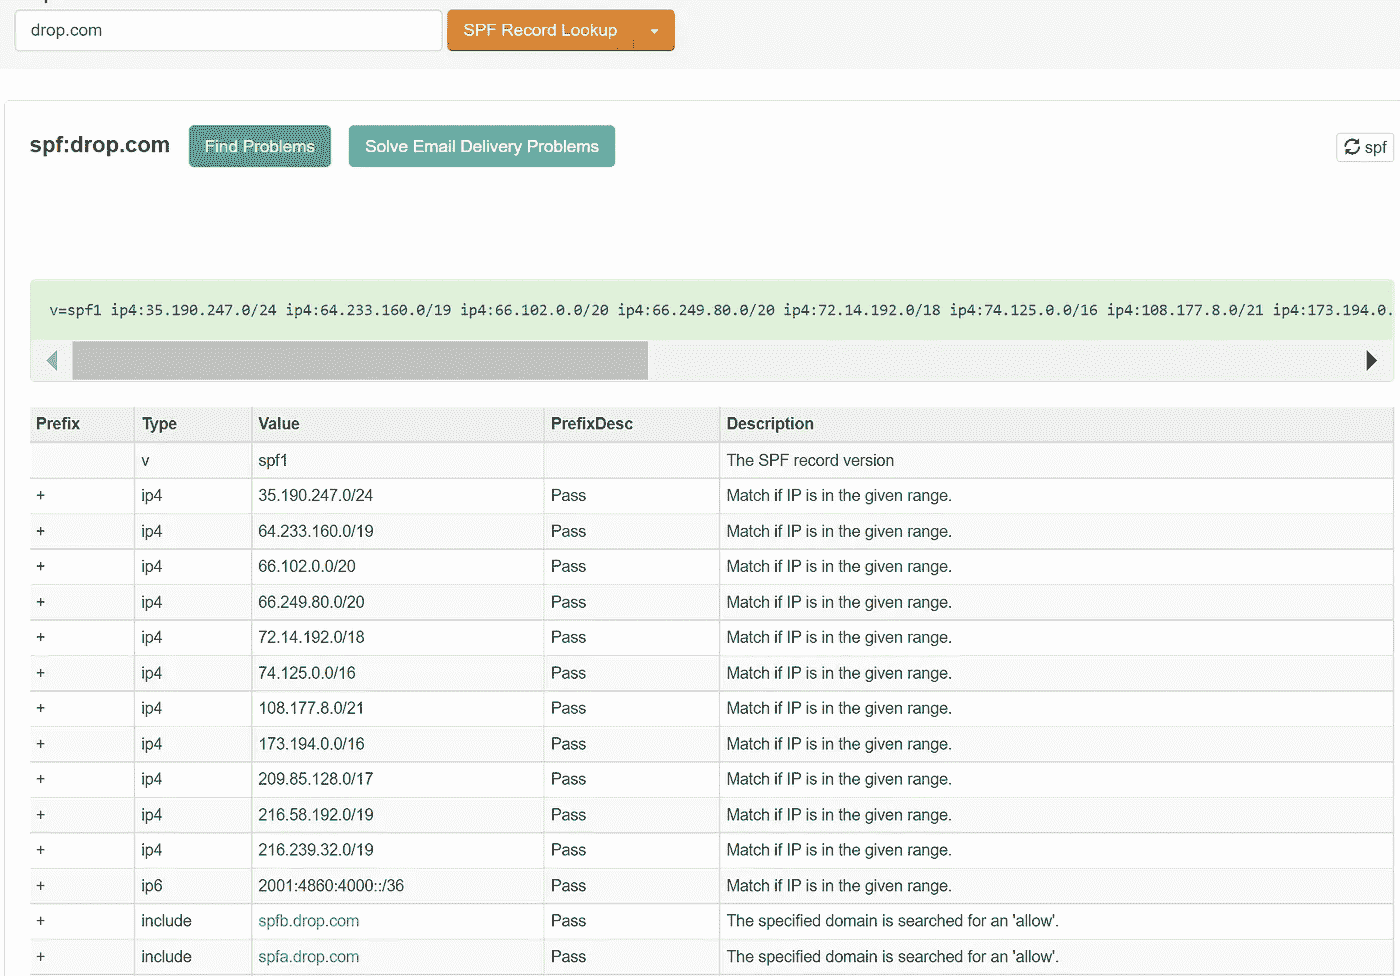 drop.com SPF Record Lookup
spf:drop.com Find Problems Solve Email Delivery Problems spf
v=spf1 ip4:35.190.247.0/24 ip4:64.233.160.0/19 ip4:66.102.0.0/20 ip4:66.249.80.0/20 ip4:72.14.192.0/18 ip4:74.125.0.0/16 ip4:108.177.8.0/21 ip4:173.194.0.
Prefix Type Value PrefixDesc Description
v spf1 The SPF record version
+ ip4 35.190.247.0/24 Pass Match if IP is in the given range.
+ ip4 64.233.160.0/19 Pass Match if IP is in the given range.
+ ip4 66.102.0.0/20 Pass Match if IP is in the given range.
+ ip4 66.249.80.0/20 Pass Match if IP is in the given range.
+ ip4 72.14.192.0/18 Pass Match if IP is in the given range.
+ ip4 74.125.0.0/16 Pass Match if IP is in the given range.
+ ip4 108.177.8.0/21 Pass Match if IP is in the given range.
+ ip4 173.194.0.0/16 Pass Match if IP is in the given range.
+ ip4 209.85.128.0/17 Pass Match if IP is in the given range.
+ ip4 216.58.192.0/19 Pass Match if IP is in the given range.
+ ip4 216.239.32.0/19 Pass Match if IP is in the given range.
+ ip6 2001:4860:4000::/36 Pass Match if IP is in the given range.
+ include spfb.drop.com Pass The specified domain is searched for an 'allow'.
+ include spfa.drop.com Pass The specified domain is searched for an 'allow'.